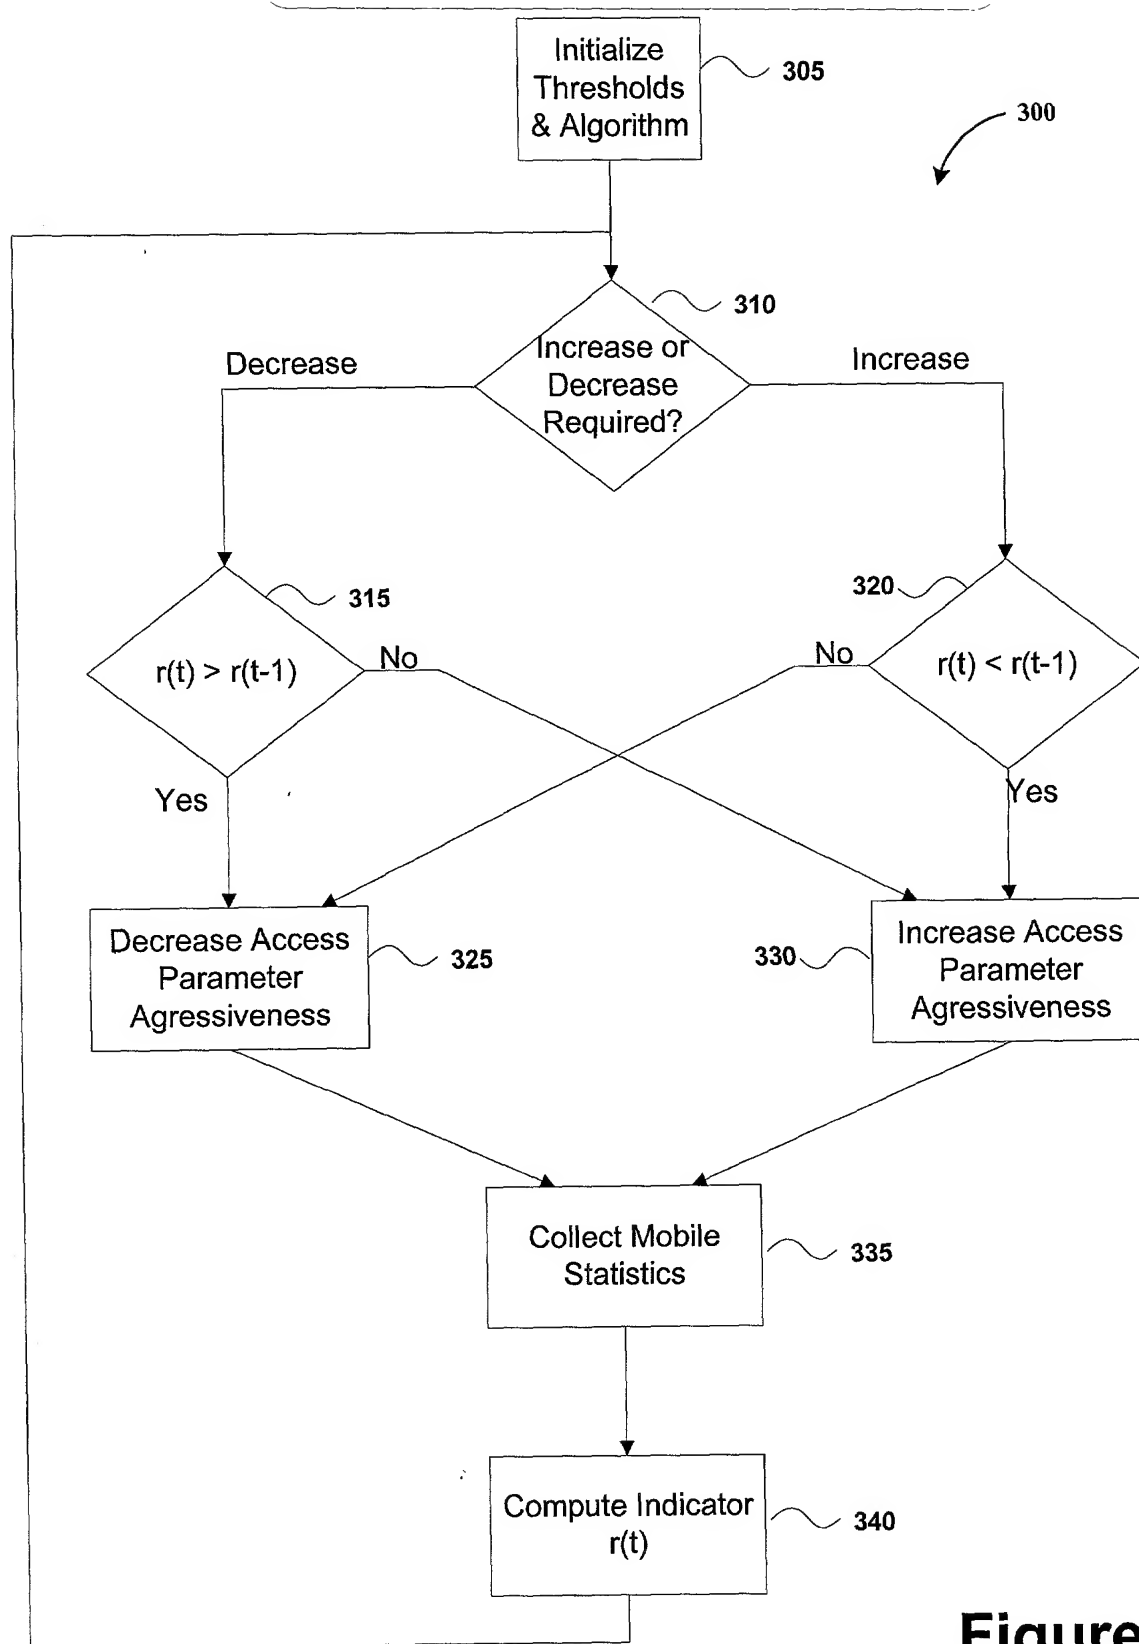 Initialize
Thresholds
& Algorithm
305
300
310
Increase or
Decrease
Required?
Decrease
Increase
315
320
r(t) > r(t-1)
No
No
r(t) < r(t-1)
Yes
Yes
Decrease Access
Parameter
Agressiveness
325
330
Increase Access
Parameter
Agressiveness
Collect Mobile
Statistics
335
Compute Indicator
r(t)
340
Figure